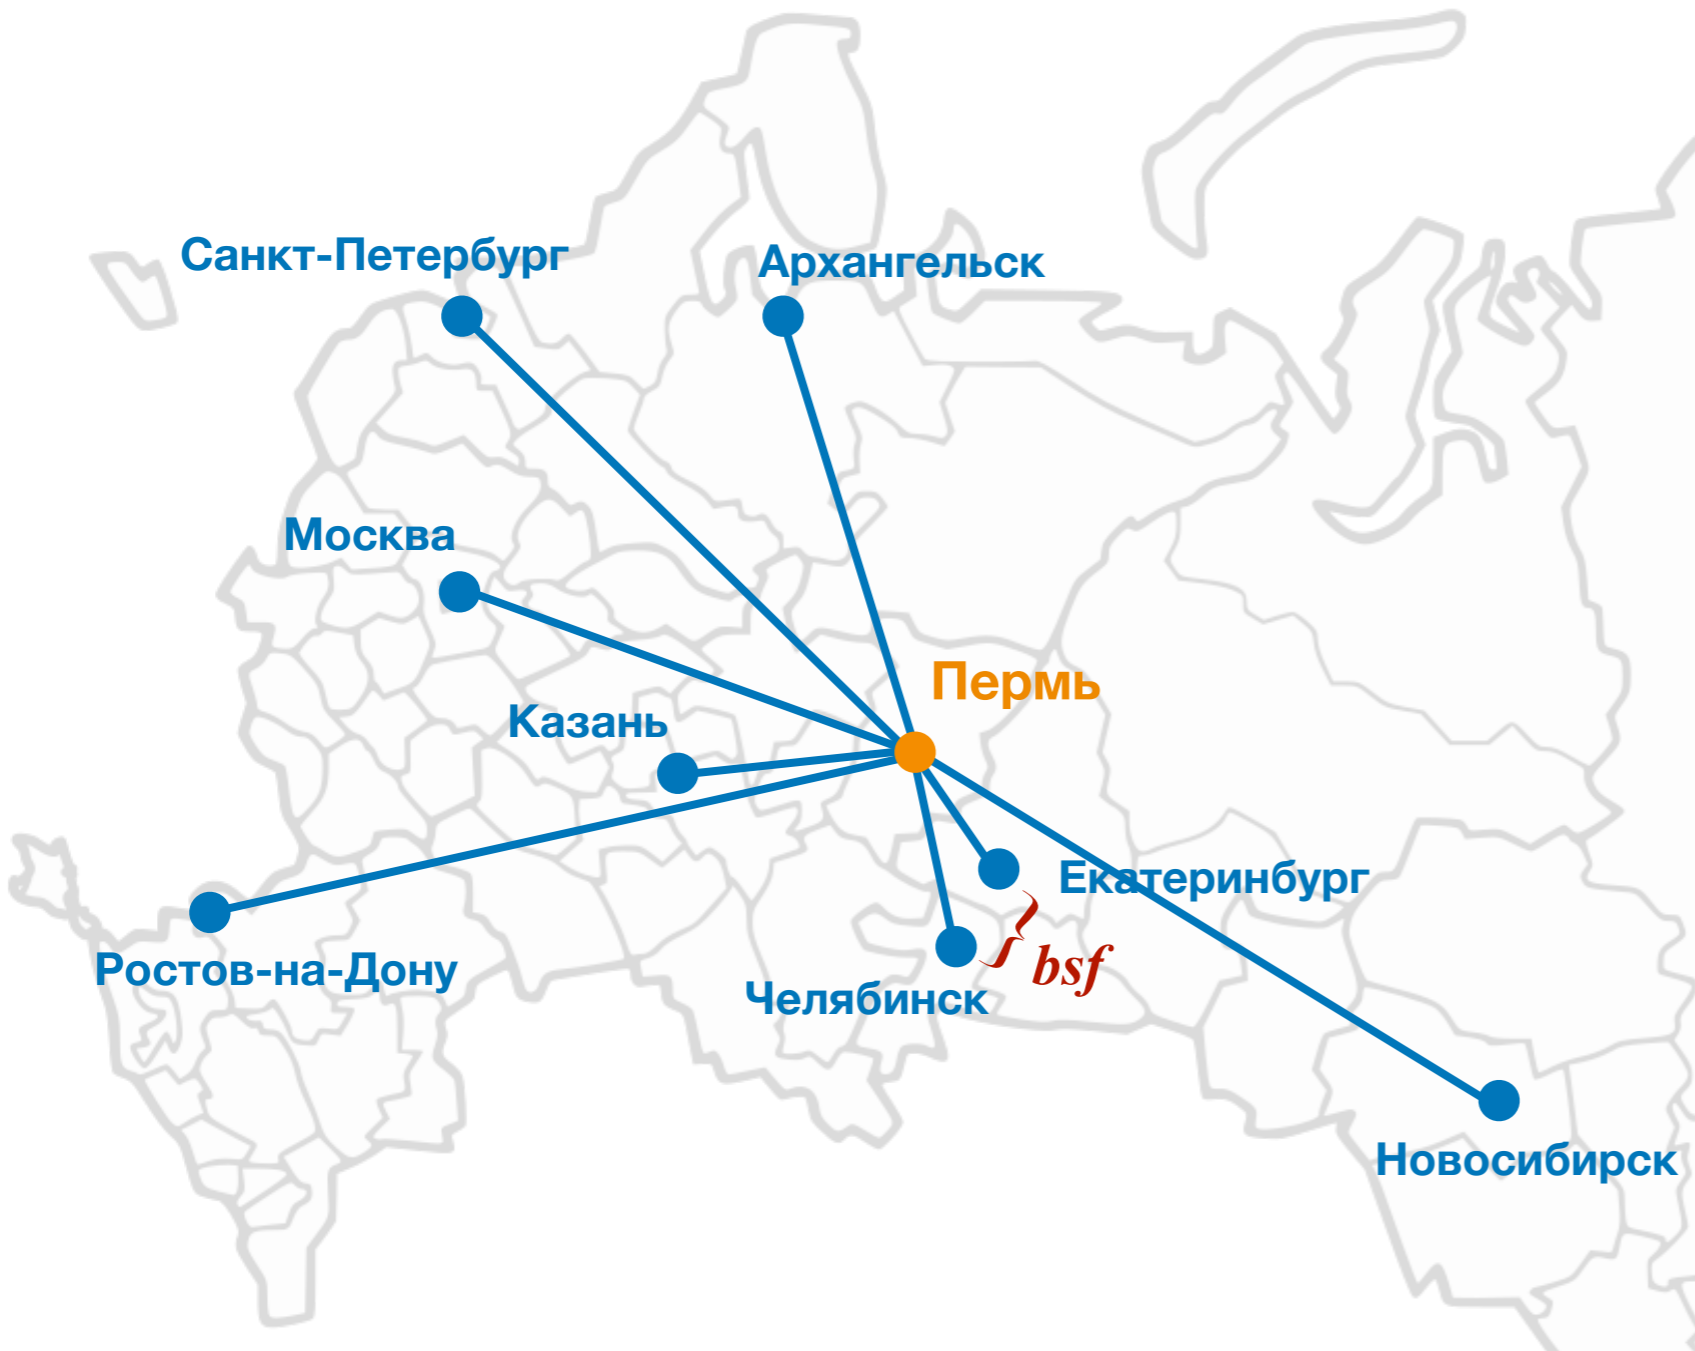 Санкт-Петербург
Архангельск
Москва
Пермь
Казань
Екатеринбург
bsf
Ростов-на-Дону
Челябинск
Новосибирск